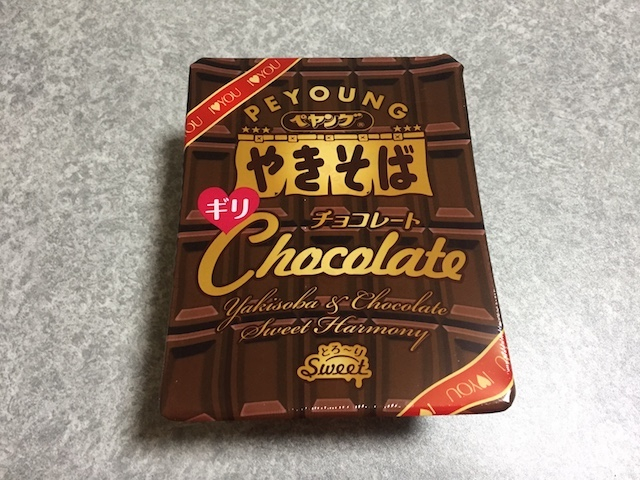 I♥YOU I♥YOU
OU
PEYOUNG
ペヤング®
やきそば
ギリ
チョコレート
Chocolate
Yakisoba & Chocolate
Sweet Harmony
とろ〜り
Sweet
I♥YOU